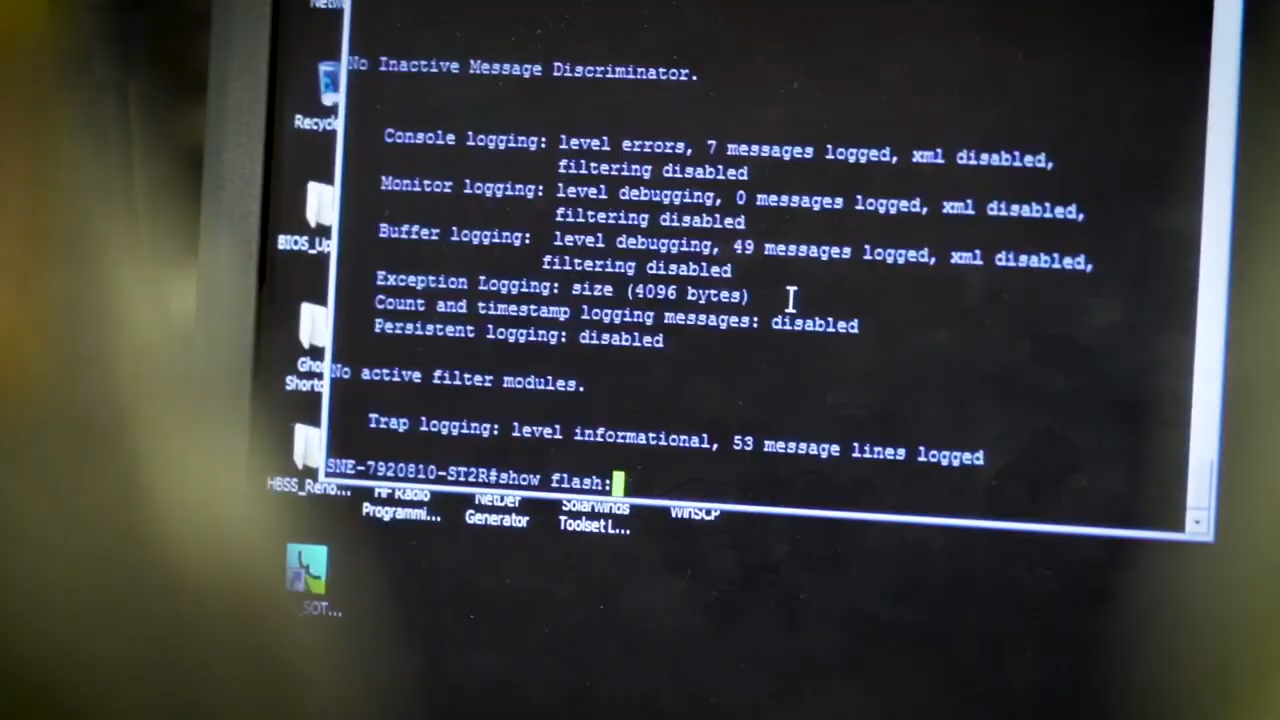 No Inactive Message Discriminator.
Console logging: level errors, 7 messages logged, xml disabled,
filtering disabled
Monitor logging: level debugging, 0 messages logged, xml disabled,
filtering disabled
Buffer logging: level debugging, 49 messages logged, xml disabled,
filtering disabled
Exception Logging: size (4096 bytes)
Count and timestamp logging messages: disabled
Persistent logging: disabled
No active filter modules.
Trap logging: level informational, 53 message lines logged
SNE-7920810-ST2R#show flash:
Recycle
BIOS_Up
Gho
Shortc
HBSS_Reno...
HF Radio
Programmi...
NetDef
Generator
Solarwinds
Toolset L...
WinSCP
_SOT...